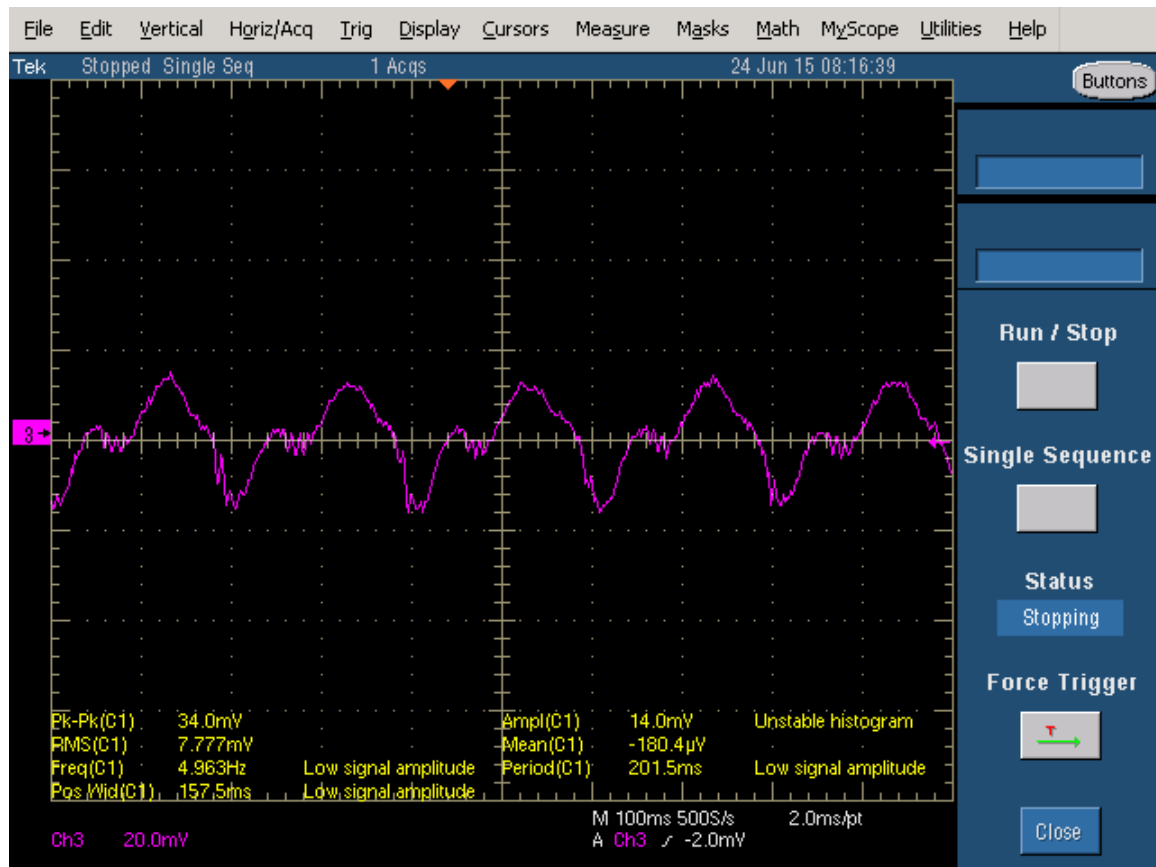 File Edit Vertical Horiz/Acq Trig Display Cursors Measure Masks Math MyScope Utilities Help
Tek Stopped Single Seq 1 Acqs 24 Jun 15 08:16:39
Buttons
Run / Stop
3
Single Sequence
Status
Stopping
Force Trigger
Pk-Pk(C1) 34.0mV Ampl(C1) 14.0mV Unstable histogram
RMS(C1) 7.777mV Mean(C1) -180.4µV
Freq(C1) 4.963Hz Low signal amplitude Period(C1) 201.5ms Low signal amplitude
Pos Wid(C1) 157.5ms Low signal amplitude
T
M 100ms 500S/s 2.0ms/pt
Ch3 20.0mV A Ch3 -2.0mV
Close